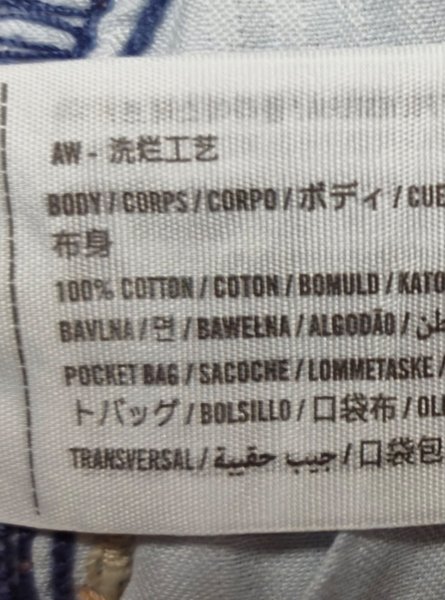 AW - 洗烂工艺
BODY / CORPS / CORPO / ボディ / CUE
布身
100% COTTON / COTON / BOMULD / KATO
BAVLNA / 면 / BAWEŁNA / ALGODÃO / قطن
POCKET BAG / SACOCHE / LOMMETASKE /
トバッグ / BOLSILLO / 口袋布 / OLI
TRANSVERSAL / جيب حقيبة / 口袋包